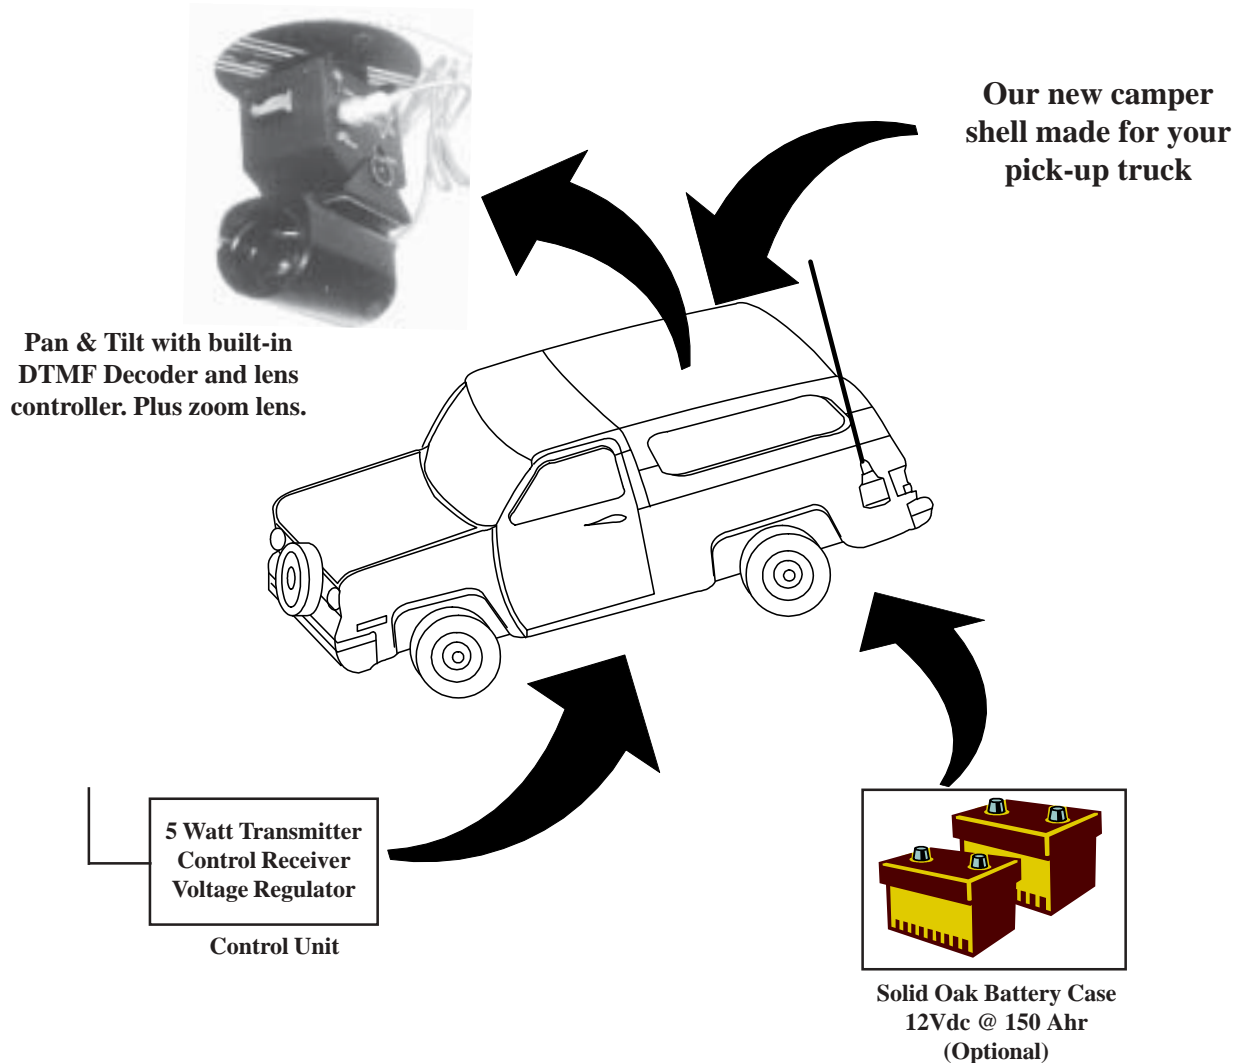 Our new camper
shell made for your
pick-up truck
Pan & Tilt with built-in
DTMF Decoder and lens
controller. Plus zoom lens.
5 Watt Transmitter
Control Receiver
Voltage Regulator
Control Unit
Solid Oak Battery Case
12Vdc @ 150 Ahr
(Optional)